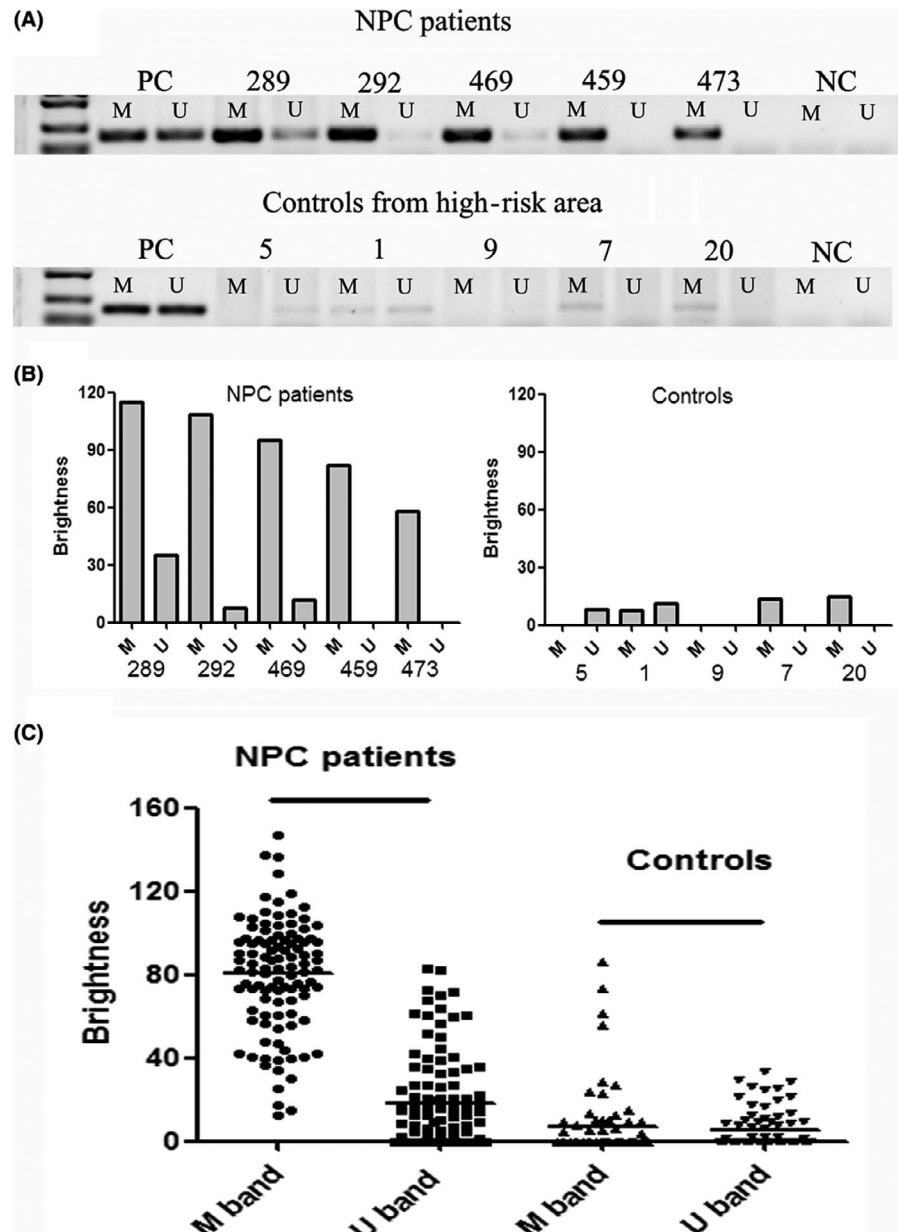 (A)
NPC patients
PC 289 292 469 459 473 NC
M U M U M U M U M U M U M U
Controls from high-risk area
PC 5 1 9 7 20 NC
M U M U M U M U M U M U M U
(B)
NPC patients
Brightness
120
90
60
30
0
M U M U M U M U M U
289 292 469 459 473
Controls
Brightness
120
90
60
30
0
M U M U M U M U M U
5 1 9 7 20
(C)
NPC patients
Controls
Brightness
160
120
80
40
0
M band U band M band U band